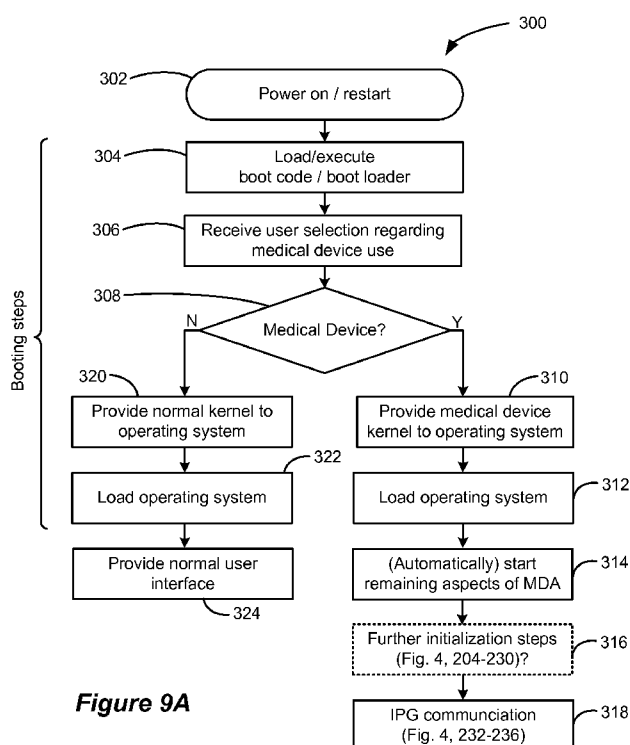 300
302
Power on / restart
304
Load/execute
boot code / boot loader
306
Receive user selection regarding
medical device use
308
N
Medical Device?
Y
Booting steps
320
Provide normal kernel to
operating system
310
Provide medical device
kernel to operating system
322
Load operating system
Load operating system
312
Provide normal user
interface
324
(Automatically) start
remaining aspects of MDA
314
Further initialization steps
(Fig. 4, 204-230)?
316
Figure 9A
IPG communciation
(Fig. 4, 232-236)
318